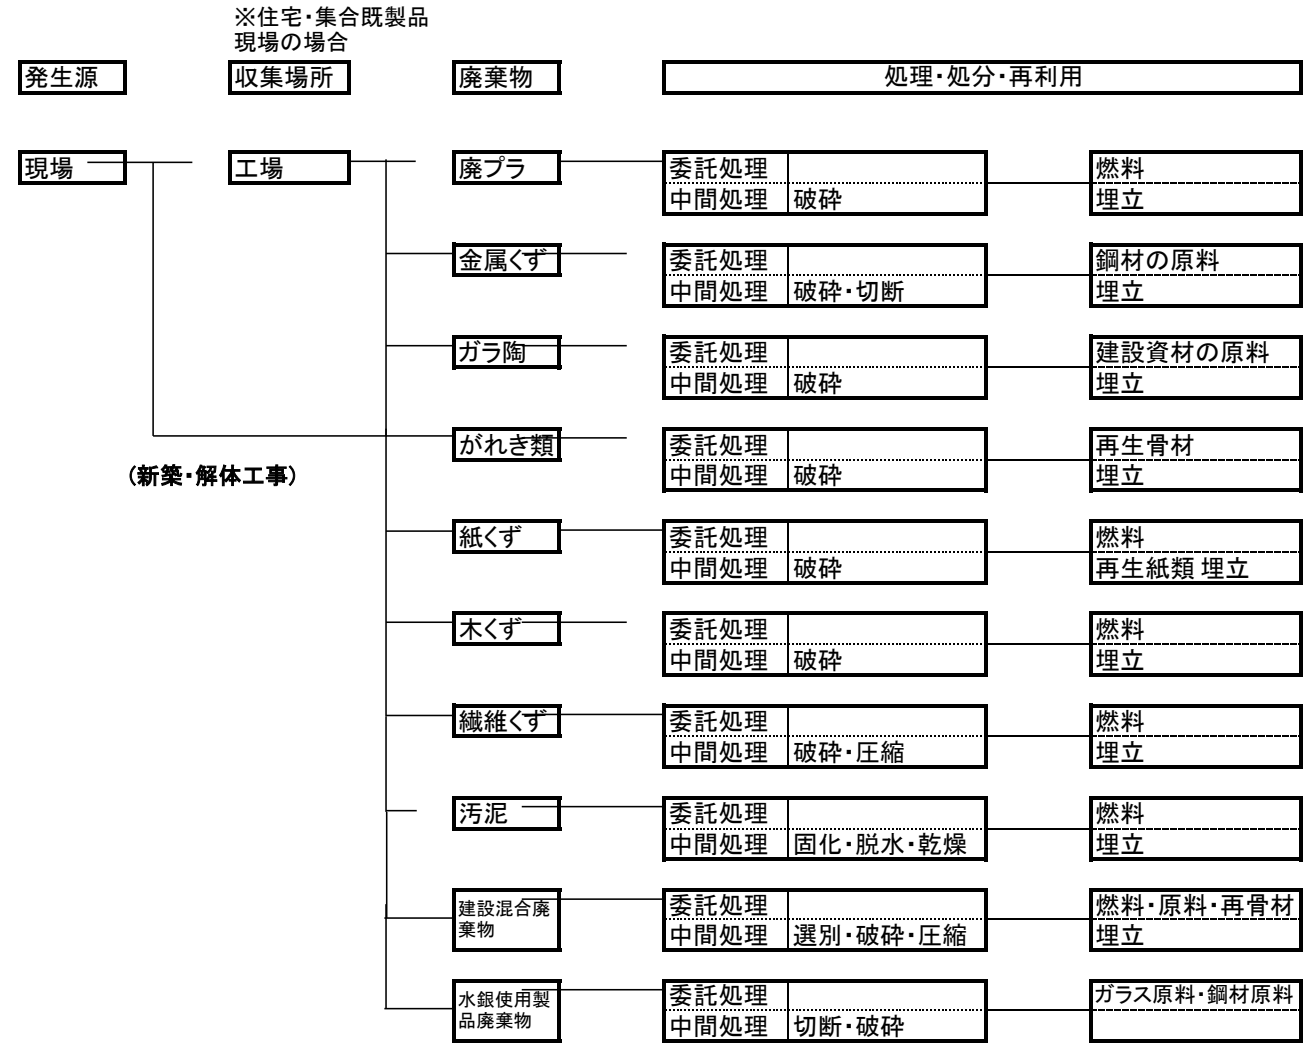 ※住宅・集合既製品
現場の場合
発生源 収集場所 廃棄物 処理・処分・再利用
現場 工場 廃プラ 委託処理 燃料
中間処理 破砕 埋立
金属くず 委託処理 鋼材の原料
中間処理 破砕・切断 埋立
ガラ陶 委託処理 建設資材の原料
中間処理 破砕 埋立
がれき類 委託処理 再生骨材
(新築・解体工事) 中間処理 破砕 埋立
紙くず 委託処理 燃料
中間処理 破砕 再生紙類 埋立
木くず 委託処理 燃料
中間処理 破砕 埋立
繊維くず 委託処理 燃料
中間処理 破砕・圧縮 埋立
汚泥 委託処理 燃料
中間処理 固化・脱水・乾燥 埋立
建設混合廃 委託処理 燃料・原料・再骨材
棄物 中間処理 選別・破砕・圧縮 埋立
水銀使用製 委託処理 ガラス原料・鋼材原料
品廃棄物 中間処理 切断・破砕